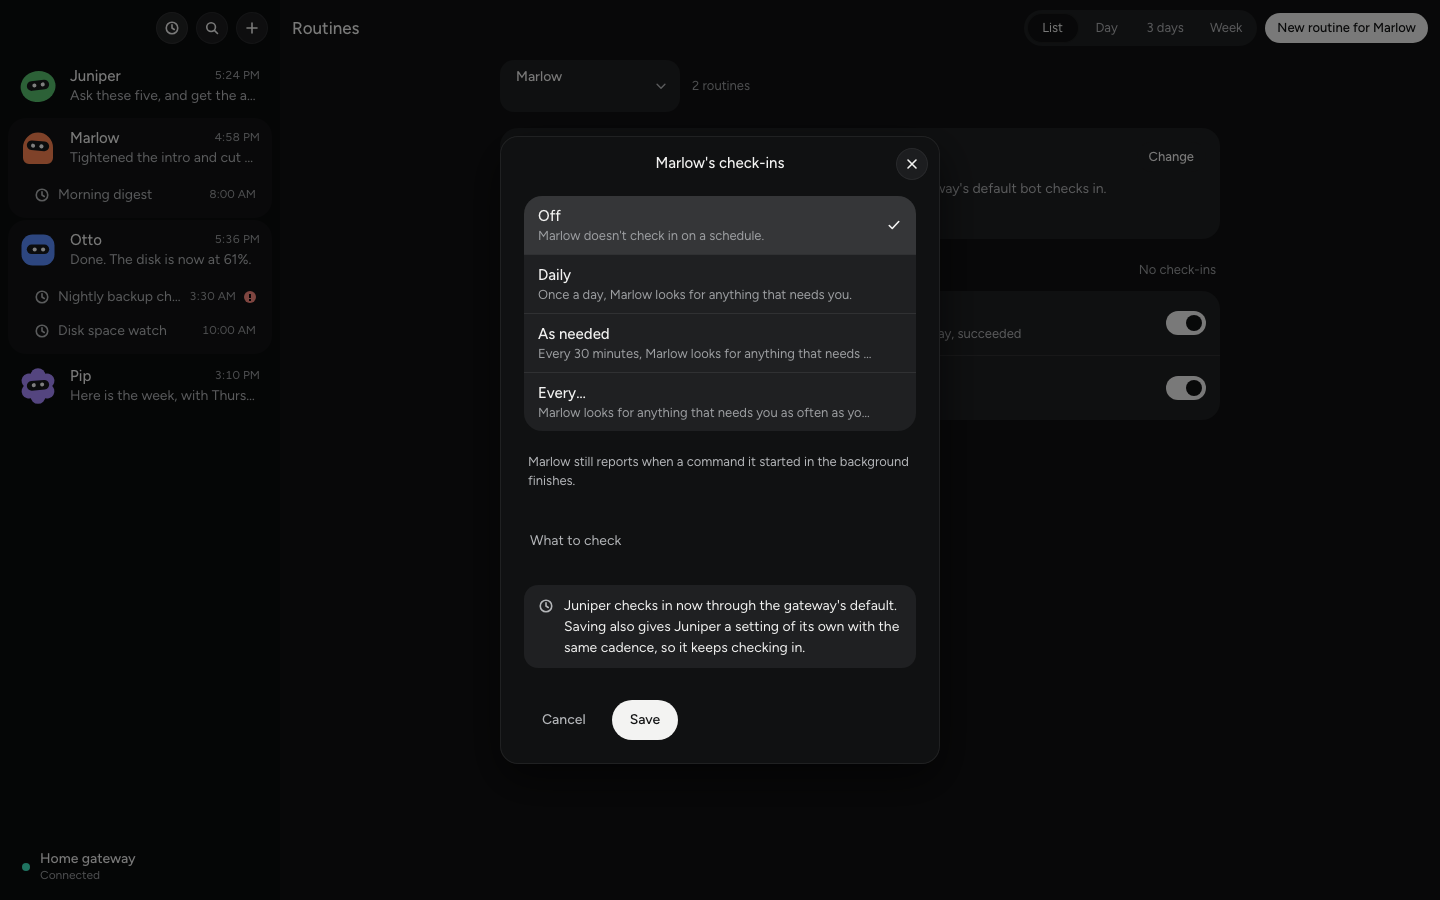 Routines
List
Day
3 days
Week
New routine for Marlow
Juniper
5:24 PM
Ask these five, and get the a...
Marlow
4:58 PM
Tightened the intro and cut ...
Morning digest
8:00 AM
Otto
5:36 PM
Done. The disk is now at 61%.
Nightly backup ch...
3:30 AM
Disk space watch
10:00 AM
Pip
3:10 PM
Here is the week, with Thurs...
Home gateway
Connected
Marlow
2 routines
Change
way's default bot checks in.
No check-ins
ay, succeeded
Marlow's check-ins
Off
Marlow doesn't check in on a schedule.
Daily
Once a day, Marlow looks for anything that needs you.
As needed
Every 30 minutes, Marlow looks for anything that needs ...
Every...
Marlow looks for anything that needs you as often as yo...
Marlow still reports when a command it started in the background
finishes.
What to check
Juniper checks in now through the gateway's default.
Saving also gives Juniper a setting of its own with the
same cadence, so it keeps checking in.
Cancel
Save